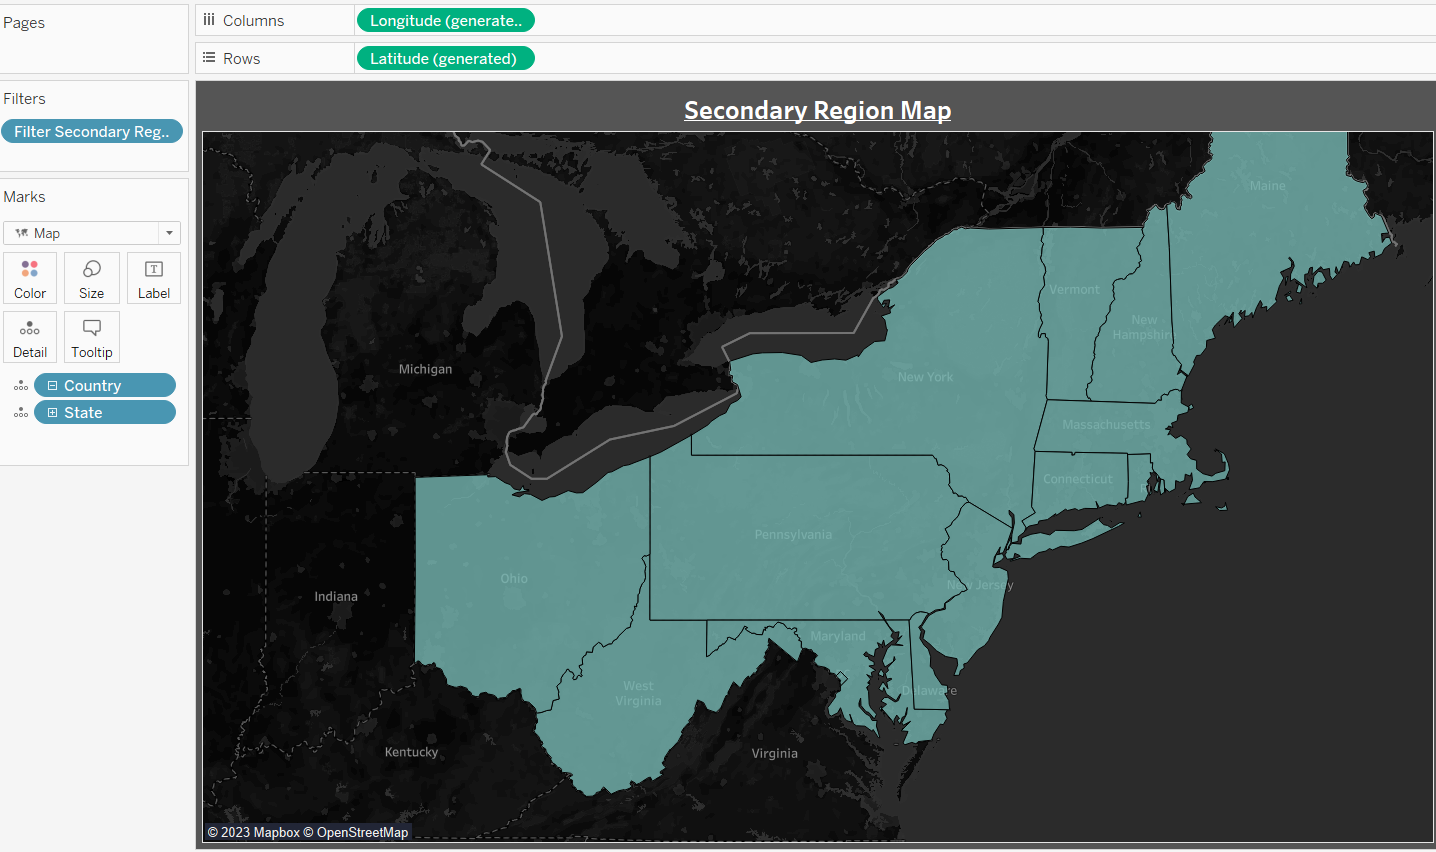 Pages
Columns
Longitude (generate..
Rows
Latitude (generated)
Filters
Filter Secondary Reg..
Marks
Map
Color
Size
T
Label
Detail
Tooltip
Country
State
Secondary Region Map
Maine
Vermont
New
Hampshire
Michigan
New York
Massachusetts
Connecticut
Pennsylvania
Ohio
New Jersey
Indiana
Maryland
West
Virginia
Delaware
Kentucky
Virginia
© 2023 Mapbox © OpenStreetMap